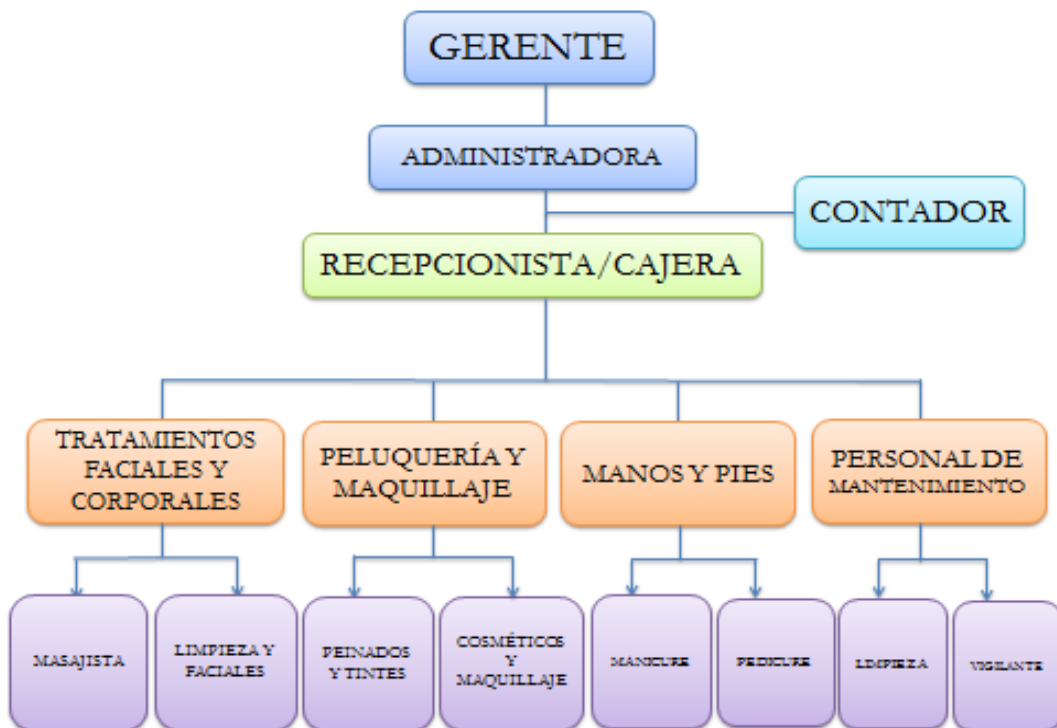 GERENTE
ADMINISTRADORA
CONTADOR
RECEPCIONISTA/CAJERA
TRATAMIENTOS
FACIALES Y
CORPORALES
PELUQUERÍA Y
MAQUILLAJE
MANOS Y PIES
PERSONAL DE
MANTENIMIENTO
MASAJISTA
LIMPIEZA Y
FACIALES
PEINADOS
Y TINTES
COSMÉTICOS
Y
MAQUILLAJE
MANICURE
PEDICURE
LIMPIEZA
VIGILANTE